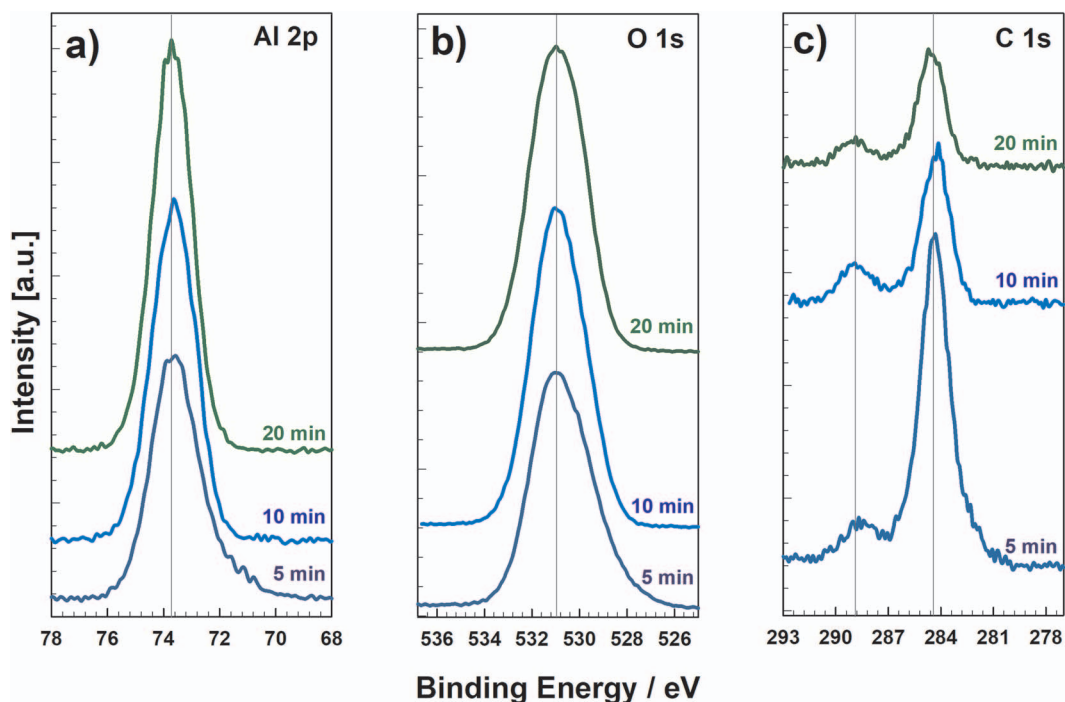 a)
Al 2p
20 min
10 min
5 min
78 76 74 72 70 68
b)
O 1s
20 min
10 min
5 min
536 534 532 530 528 526
c)
C 1s
20 min
10 min
5 min
293 290 287 284 281 278
Intensity [a.u.]
Binding Energy / eV